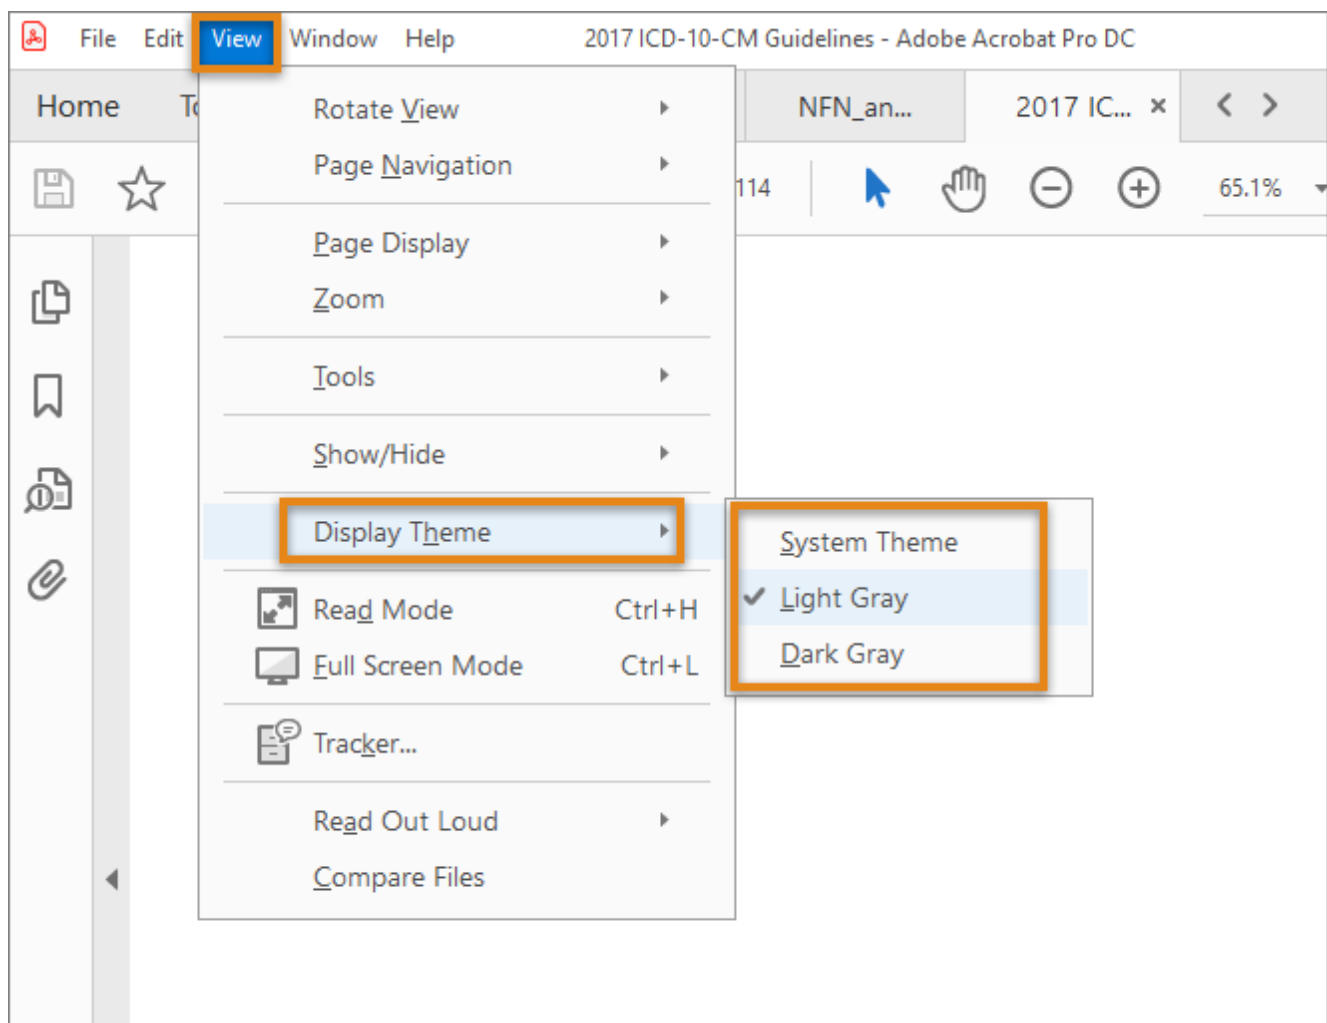 File Edit View Window Help 2017 ICD-10-CM Guidelines - Adobe Acrobat Pro DC
Home NFN_an... 2017 IC... ×
114 65.1%
Rotate View
Page Navigation
Page Display
Zoom
Tools
Show/Hide
Display Theme
System Theme
Light Gray
Dark Gray
Read Mode Ctrl+H
Full Screen Mode Ctrl+L
Tracker...
Read Out Loud
Compare Files